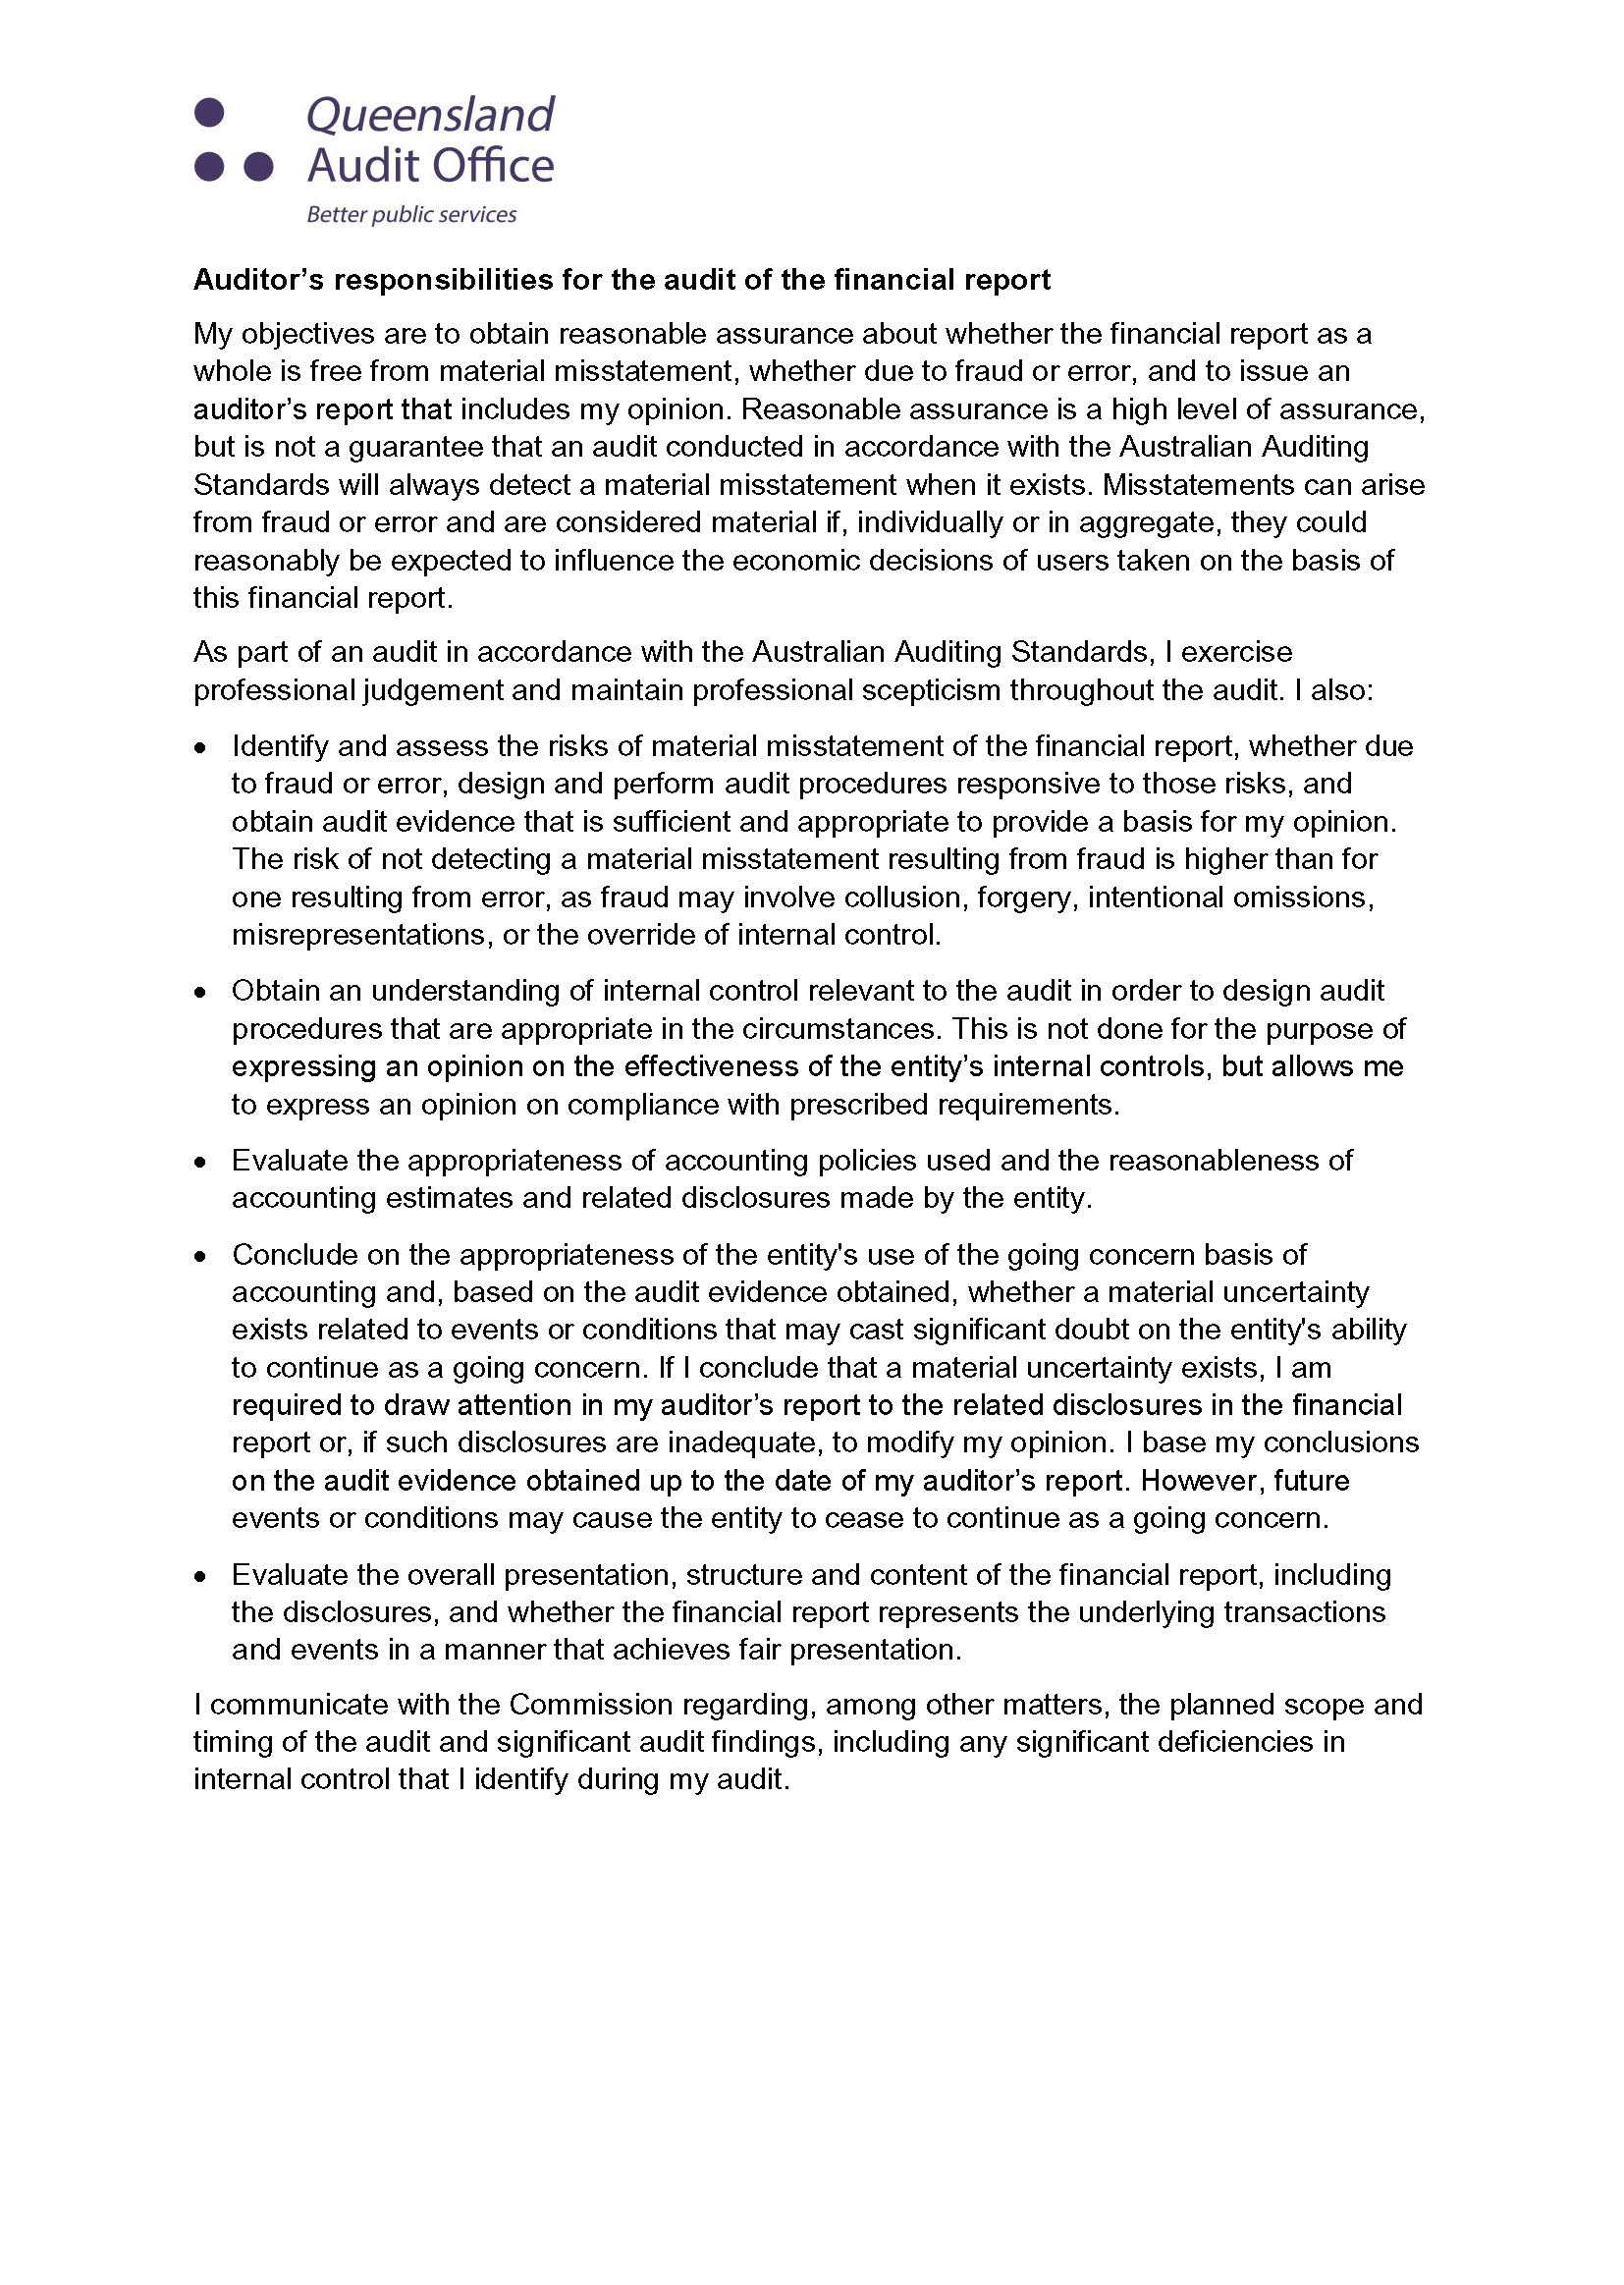 Queensland
Audit Office
Better public services
Auditor’s responsibilities for the audit of the financial report
My objectives are to obtain reasonable assurance about whether the financial report as a
whole is free from material misstatement, whether due to fraud or error, and to issue an
auditor’s report that includes my opinion. Reasonable assurance is a high level of assurance,
but is not a guarantee that an audit conducted in accordance with the Australian Auditing
Standards will always detect a material misstatement when it exists. Misstatements can arise
from fraud or error and are considered material if, individually or in aggregate, they could
reasonably be expected to influence the economic decisions of users taken on the basis of
this financial report.
As part of an audit in accordance with the Australian Auditing Standards, I exercise
professional judgement and maintain professional scepticism throughout the audit. I also:
• Identify and assess the risks of material misstatement of the financial report, whether due
to fraud or error, design and perform audit procedures responsive to those risks, and
obtain audit evidence that is sufficient and appropriate to provide a basis for my opinion.
The risk of not detecting a material misstatement resulting from fraud is higher than for
one resulting from error, as fraud may involve collusion, forgery, intentional omissions,
misrepresentations, or the override of internal control.
• Obtain an understanding of internal control relevant to the audit in order to design audit
procedures that are appropriate in the circumstances. This is not done for the purpose of
expressing an opinion on the effectiveness of the entity’s internal controls, but allows me
to express an opinion on compliance with prescribed requirements.
• Evaluate the appropriateness of accounting policies used and the reasonableness of
accounting estimates and related disclosures made by the entity.
• Conclude on the appropriateness of the entity's use of the going concern basis of
accounting and, based on the audit evidence obtained, whether a material uncertainty
exists related to events or conditions that may cast significant doubt on the entity's ability
to continue as a going concern. If I conclude that a material uncertainty exists, I am
required to draw attention in my auditor’s report to the related disclosures in the financial
report or, if such disclosures are inadequate, to modify my opinion. I base my conclusions
on the audit evidence obtained up to the date of my auditor’s report. However, future
events or conditions may cause the entity to cease to continue as a going concern.
• Evaluate the overall presentation, structure and content of the financial report, including
the disclosures, and whether the financial report represents the underlying transactions
and events in a manner that achieves fair presentation.
I communicate with the Commission regarding, among other matters, the planned scope and
timing of the audit and significant audit findings, including any significant deficiencies in
internal control that I identify during my audit.